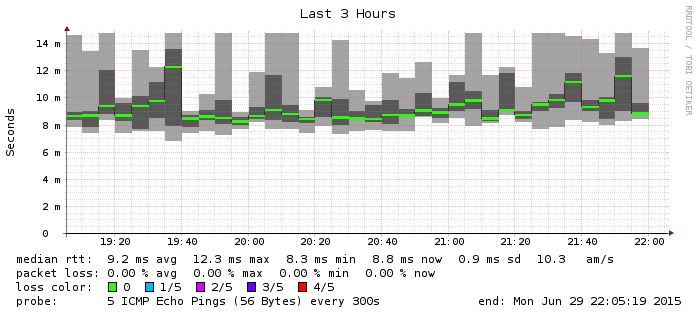 Last 3 Hours
RRDTOOL / TOBI OETIKER
Seconds
14 m
12 m
10 m
8 m
6 m
4 m
2 m
0
19:20 19:40 20:00 20:20 20:40 21:00 21:20 21:40 22:00
median rtt: 9.2 ms avg 12.3 ms max 8.3 ms min 8.8 ms now 0.9 ms sd 10.3 am/s
packet loss: 0.00 % avg 0.00 % max 0.00 % min 0.00 % now
loss color: 0 1/5 2/5 3/5 4/5
probe: 5 ICMP Echo Pings (56 Bytes) every 300s end: Mon Jun 29 22:05:19 2015